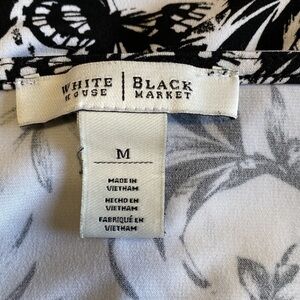 WHITE HOUSE | BLACK MARKET
M
MADE IN
VIETNAM
HECHO EN
VIETNAM
FABRIQUÉ EN
VIETNAM